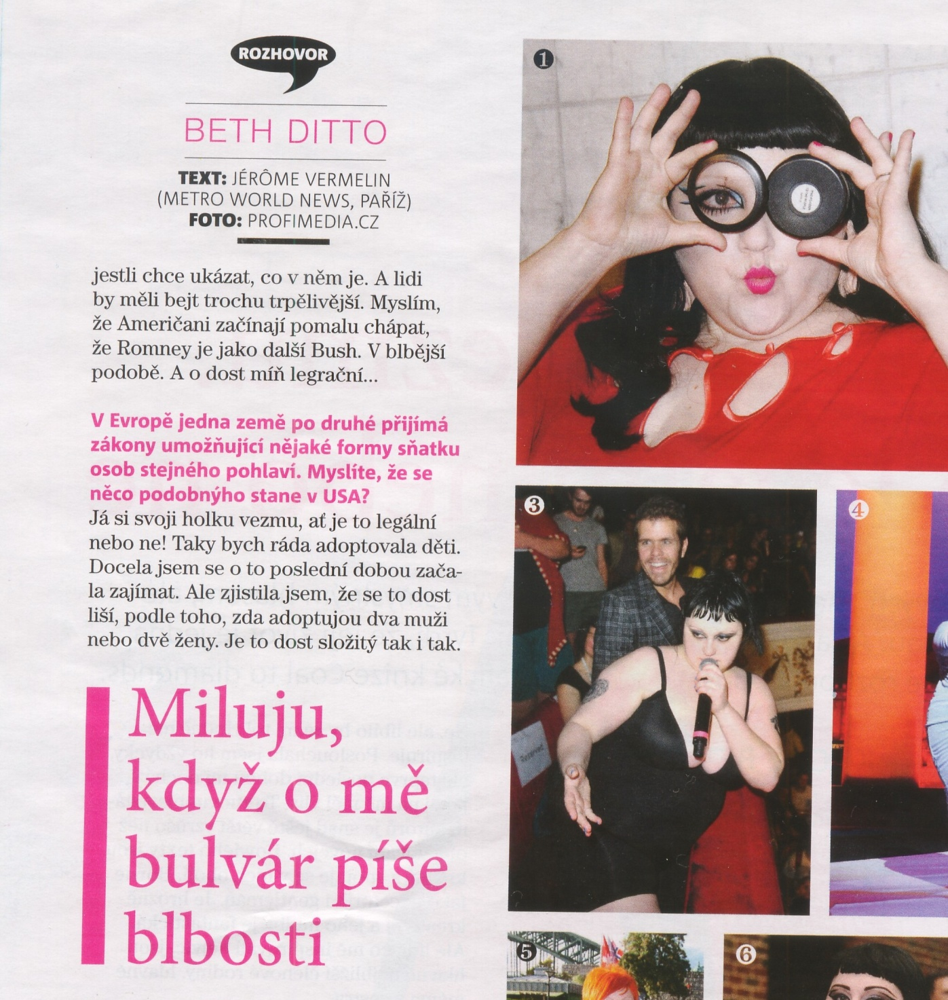 ROZHOVOR
BETH DITTO
TEXT: JÉRÔME VERMELIN
(METRO WORLD NEWS, PAŘÍŽ)
FOTO: PROFIMEDIA.CZ
jestli chce ukázat, co v něm je. A lidi
by měli bejt trochu trpělivější. Myslím,
že Američani začínají pomalu chápat,
že Romney je jako další Bush. V blbější
podobě. A o dost míň legrační...
V Evropě jedna země po druhé přijímá
zákony umožňující nějaké formy sňatku
osob stejného pohlaví. Myslíte, že se
něco podobnýho stane v USA?
Já si svoji holku vezmu, ať je to legální
nebo ne! Taky bych ráda adoptovala děti.
Docela jsem se o to poslední dobou zača-
la zajímat. Ale zjistila jsem, že se to dost
liší, podle toho, zda adoptujou dva muži
nebo dvě ženy. Je to dost složitý tak i tak.
Miluju,
když o mě
bulvár píše
blbosti
1
3
Reserved
4
5
6